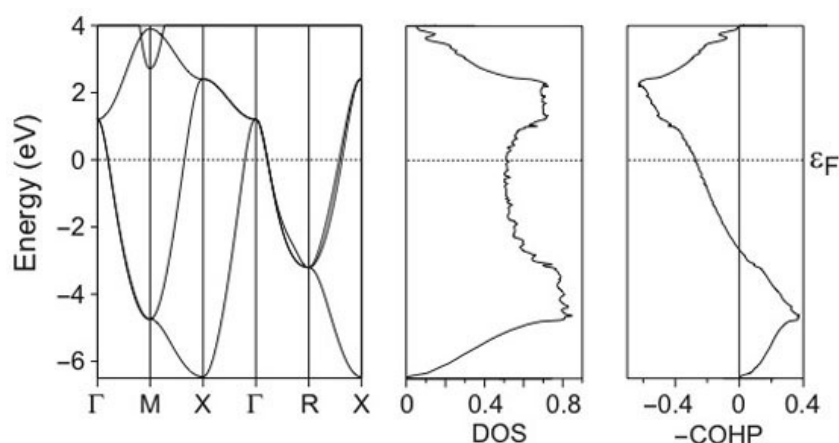 Energy (eV)
4
2
0
−2
−4
−6
Γ M X Γ R X
0 0.4 0.8
DOS
−0.4 0 0.4
-COHP
εF